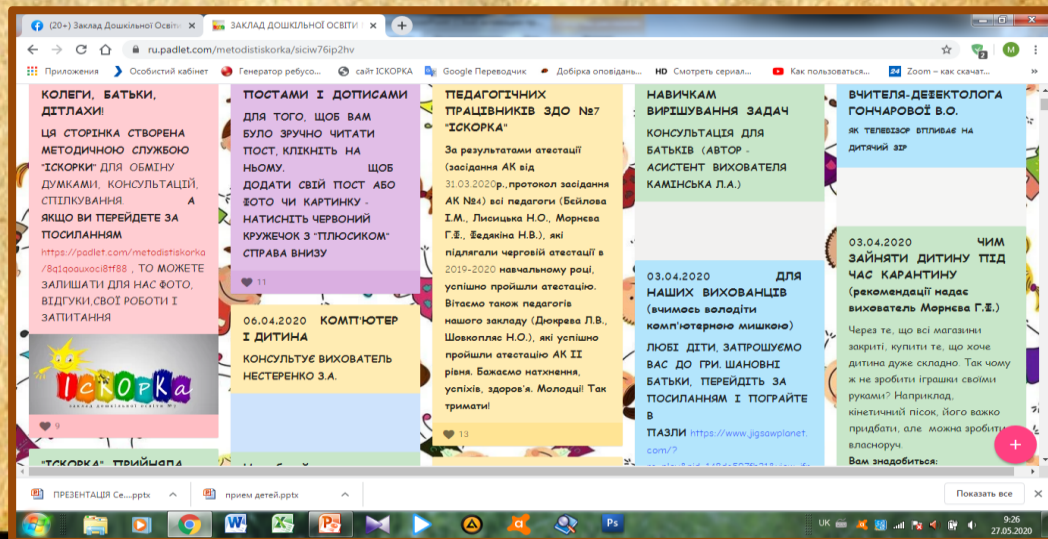 (20+) Заклад Дошкільної Освіти
ЗАКЛАД ДОШКІЛЬНОЇ ОСВІТИ
ru.padlet.com/metodistiskorka/siciw76ip2hv
Приложения
Особистий кабінет
Генератор ребусо...
сайт ІСКОРКА
Google Переводчик
Добірка оповідань...
HD Смотреть сериал...
Как пользоваться...
24 Zoom – как скачат...
КОЛЕГИ, БАТЬКИ,
ДІТЛАХИ!
ЦЯ СТОРІНКА СТВОРЕНА
МЕТОДИЧНОЮ СЛУЖБОЮ
"ІСКОРКИ" ДЛЯ ОБМІНУ
ДУМКАМИ, КОНСУЛЬТАЦІЙ,
СПІЛКУВАННЯ. А
ЯКЩО ВИ ПЕРЕЙДЕТЕ ЗА
ПОСИЛАННЯМ
https://padlet.com/metodistiskorka
/8q1qoauxoci8tf88 , ТО МОЖЕТЕ
ЗАЛИШАТИ ДЛЯ НАС ФОТО,
ВІДГУКИ,СВОЇ РОБОТИ І
ЗАПИТАННЯ
ІСКОРКА
9
"ІСКОРКА" ПРИЙНЯЛА
ПОСТАМИ І ДОПИСАМИ
ДЛЯ ТОГО, ЩОБ ВАМ
БУЛО ЗРУЧНО ЧИТАТИ
ПОСТ, КЛІКНІТЬ НА
НЬОМУ. ЩОБ
ДОДАТИ СВІЙ ПОСТ АБО
ФОТО ЧИ КАРТИНКУ -
НАТИСНІТЬ ЧЕРВОНИЙ
КРУЖЕЧОК З "ПЛЮСИКОМ"
СПРАВА ВНИЗУ
11
06.04.2020 КОМП'ЮТЕР
І ДИТИНА
КОНСУЛЬТУЄ ВИХОВАТЕЛЬ
НЕСТЕРЕНКО З.А.
ПЕДАГОГІЧНИХ
ПРАЦІВНИКІВ ЗДО №7
"ІСКОРКА"
За результатами атестації
(засідання АК від
31.03.2020р.,протокол засідання
АК №4) всі педагоги (Бєйлова
І.М., Лисицька Н.О., Морнєва
Г.Ф., Федякіна Н.В.), які
підлягали черговій атестації в
2019-2020 навчальному році,
успішно пройшли атестацію.
Вітаємо також педагогів
нашого закладу (Дюкрева Л.В.,
Шовкопляс Н.О.), які успішно
пройшли атестацію АК ІІ
рівня. Бажаємо натхнення,
успіхів, здоров'я. Молодці! Так
тримати!
13
НАВИЧКАМ
ВИРІШУВАННЯ ЗАДАЧ
КОНСУЛЬТАЦІЯ ДЛЯ
БАТЬКІВ (АВТОР -
АСИСТЕНТ ВИХОВАТЕЛЯ
КАМІНСЬКА Л.А.)
03.04.2020 ДЛЯ
НАШИХ ВИХОВАНЦІВ
(вчимось володіти
комп'ютерною мишкою)
ЛЮБІ ДІТИ, ЗАПРОШУЄМО
ВАС ДО ГРИ. ШАНОВНІ
БАТЬКИ, ПЕРЕЙДІТЬ ЗА
ПОСИЛАННЯМ І ПОГРАЙТЕ
В
ПАЗЛИ https://www.jigsawplanet.
com/?
ВЧИТЕЛЯ-ДЕФЕКТОЛОГА
ГОНЧАРОВОЇ В.О.
ЯК ТЕЛЕВІЗОР ВПЛИВАЄ НА
ДИТЯЧИЙ ЗІР
03.04.2020 ЧИМ
ЗАЙНЯТИ ДИТИНУ ПІД
ЧАС КАРАНТИНУ
(рекомендації надає
вихователь Морнєва Г.Ф.)
Через те, що всі магазини
закриті, купити те, що хоче
дитина дуже складно. Так чому
ж не зробити іграшки своїми
руками? Наприклад,
кінетичний пісок, його важко
придбати, але можна зробити
власноруч.
Вам знадобиться:
ПРЕЗЕНТАЦІЯ Се....pptx
прием детей.pptx
Показать все
UK
9:26
27.05.2020